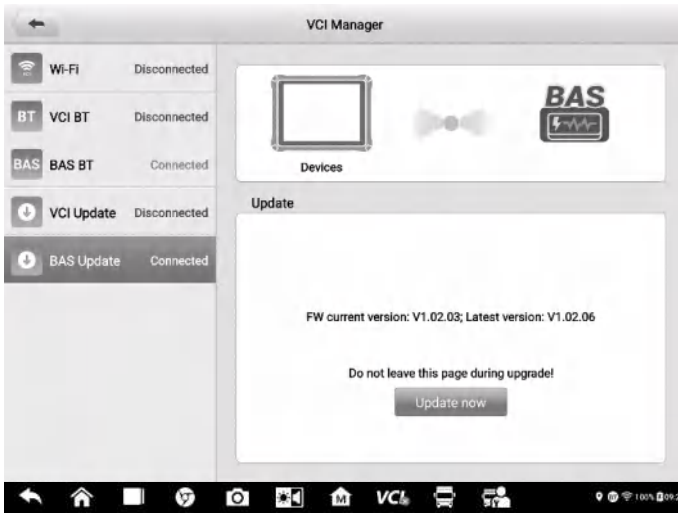 VCI Manager
Wi-Fi Disconnected
BT VCI BT Disconnected
BAS BAS BT Connected
VCI Update Disconnected
BAS Update Connected
Devices
BAS
Update
FW current version: V1.02.03; Latest version: V1.02.06
Do not leave this page during upgrade!
Update now
M VCI 100%